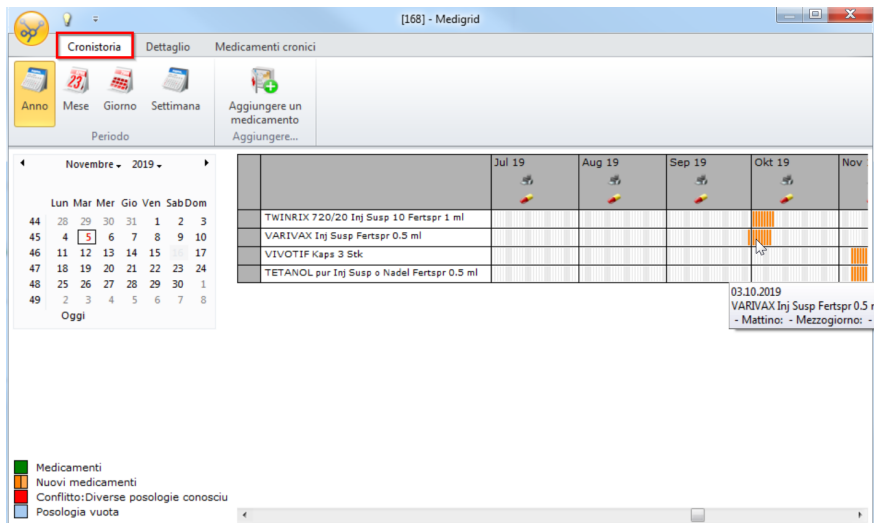 [168] - Medigrid
Cronistoria Dettaglio Medicamenti cronici
Anno Mese Giorno Settimana Aggiungere un medicamento
Periodo Aggiungere...
Novembre 2019
Lun Mar Mer Gio Ven Sab Dom
44 28 29 30 31 1 2 3
45 4 5 6 7 8 9 10
46 11 12 13 14 15 16 17
47 18 19 20 21 22 23 24
48 25 26 27 28 29 30 1
49 2 3 4 5 6 7 8
Oggi
Jul 19 Aug 19 Sep 19 Okt 19 Nov
TWINRIX 720/20 Inj Susp 10 Fertspr 1 ml
VARIVAX Inj Susp Fertspr 0.5 ml
VIVOTIF Kaps 3 Stk
TETANOL pur Inj Susp o Nadel Fertspr 0.5 ml
03.10.2019
VARIVAX Inj Susp Fertspr 0.5
- Mattino: - Mezzogiorno: -
Medicamenti
Nuovi medicamenti
Conflitto:Diverse posologie conosciu
Posologia vuota